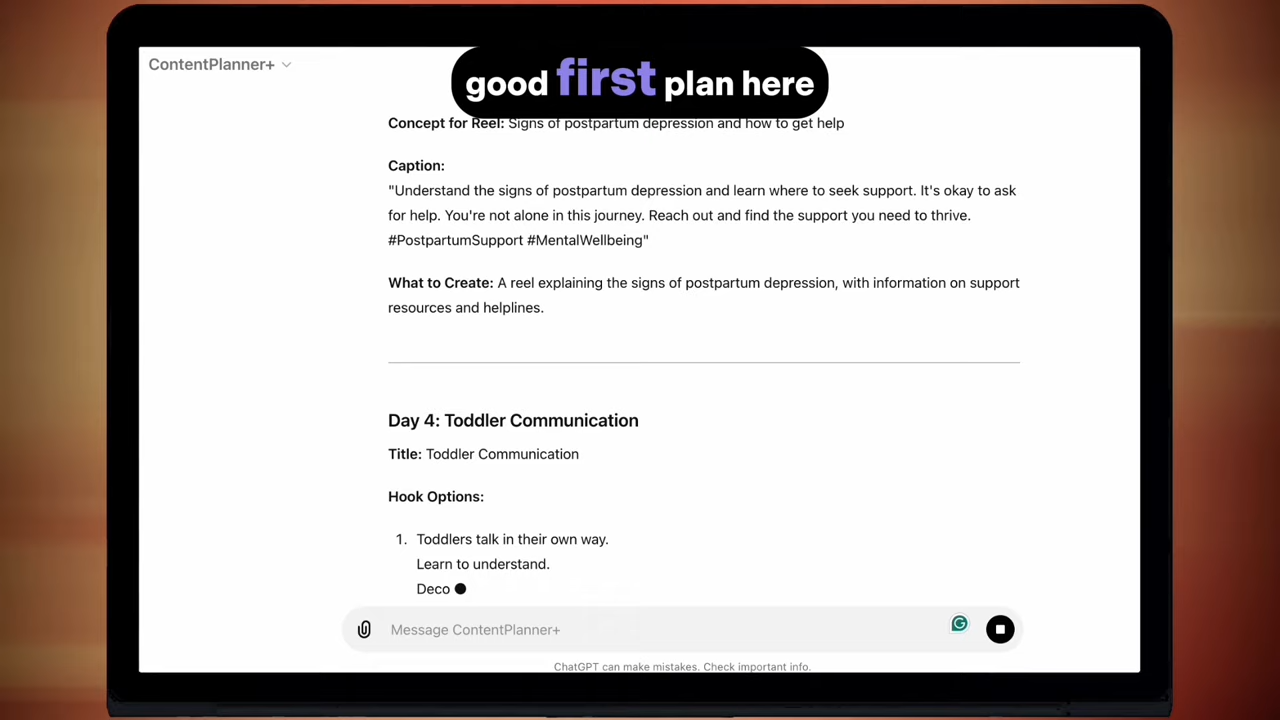 good first plan here
ContentPlanner+
Concept for Reel: Signs of postpartum depression and how to get help
Caption:
"Understand the signs of postpartum depression and learn where to seek support. It's okay to ask
for help. You're not alone in this journey. Reach out and find the support you need to thrive.
#PostpartumSupport #MentalWellbeing"
What to Create: A reel explaining the signs of postpartum depression, with information on support
resources and helplines.
Day 4: Toddler Communication
Title: Toddler Communication
Hook Options:
1. Toddlers talk in their own way.
Learn to understand.
Deco
Message ContentPlanner+
ChatGPT can make mistakes. Check important info.